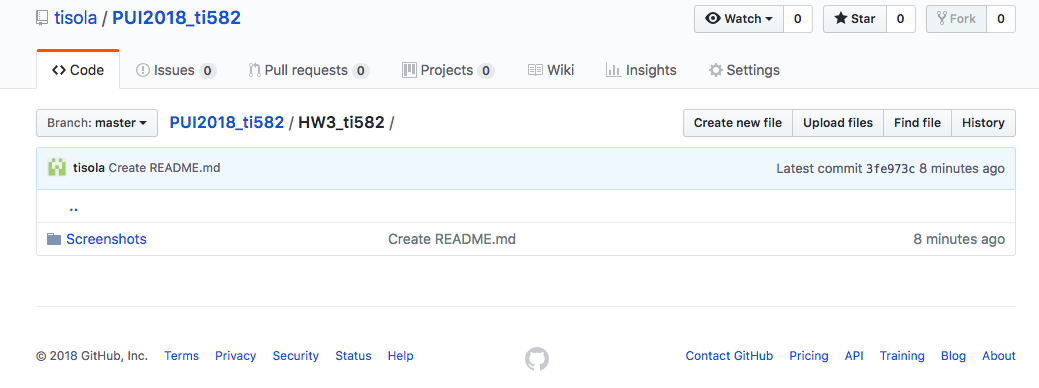 tisola / PUI2018_ti582
Watch 0 Star 0 Fork 0
Code Issues 0 Pull requests 0 Projects 0 Wiki Insights Settings
Branch: master PUI2018_ti582 / HW3_ti582 / Create new file Upload files Find file History
tisola Create README.md Latest commit 3fe973c 8 minutes ago
..
Screenshots Create README.md 8 minutes ago
© 2018 GitHub, Inc. Terms Privacy Security Status Help Contact GitHub Pricing API Training Blog About